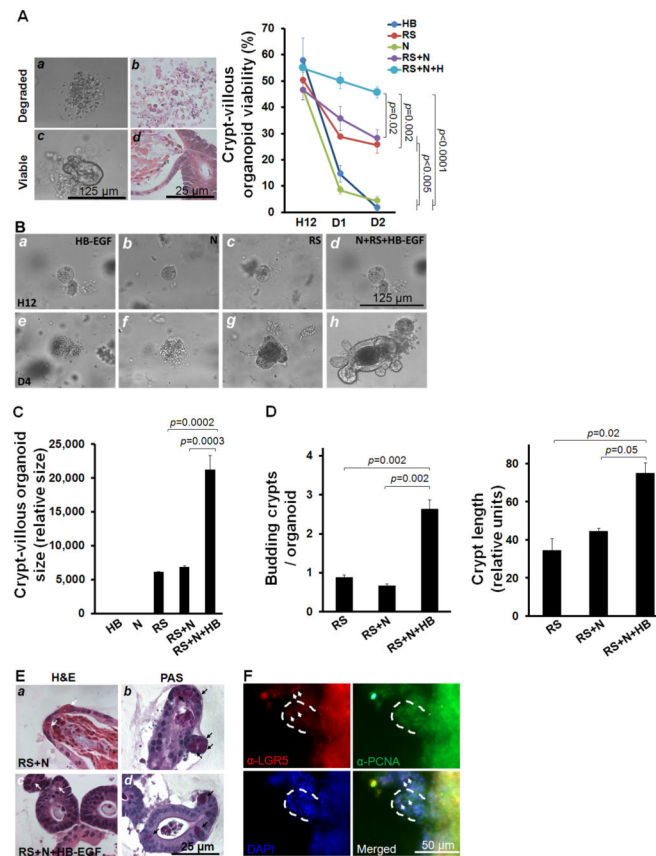 A
a
b
Degraded
c
d
Viable
125 µm
25 µm
Crypt-villous
organopid viability (%)
70
60
50
40
30
20
10
0
H12
D1
D2
HB
RS
N
RS+N
RS+N+H
p=0.02
p=0.002
p<0.005
p<0.0001
B
a
HB-EGF
b
N
c
RS
d
N+RS+HB-EGF
H12
125 µm
e
f
g
h
D4
C
Crypt-villous organoid
size (relative size)
25,000
20,000
15,000
10,000
5,000
0
p=0.0002
p=0.0003
HB
N
RS
RS+N
RS+N+HB
D
Budding crypts
/ organoid
4
3
2
1
0
p=0.002
p=0.002
RS
RS+N
RS+N+HB
Crypt length
(relative units)
80
60
40
20
0
p=0.02
p=0.05
RS
RS+N
RS+N+HB
E
H&E
PAS
a
b
RS+N
c
d
RS+N+HB-EGF
25 µm
F
α-LGR5
α-PCNA
DAPI
Merged
50 µm